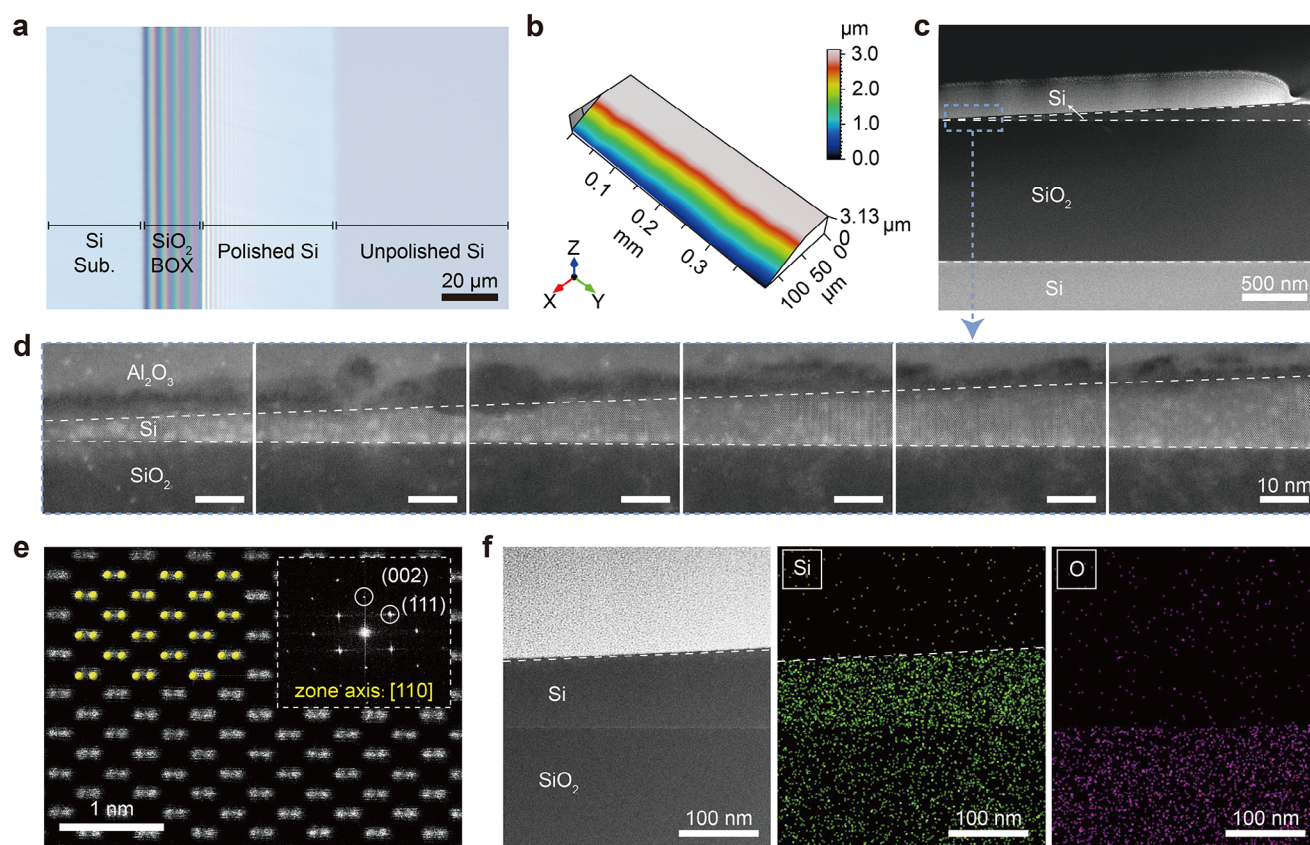 a
Si
Sub.
SiO2
BOX
Polished Si
Unpolished Si
20 μm
b
μm
3.0
2.0
1.0
0.0
0.1
0.2
0.3
mm
3.13 μm
0
0
50
100
μm
Z
X
Y
c
Si
SiO2
Si
500 nm
d
Al2O3
Si
SiO2
10 nm
e
(002)
(111)
zone axis: [110]
1 nm
f
Si
SiO2
100 nm
Si
100 nm
O
100 nm